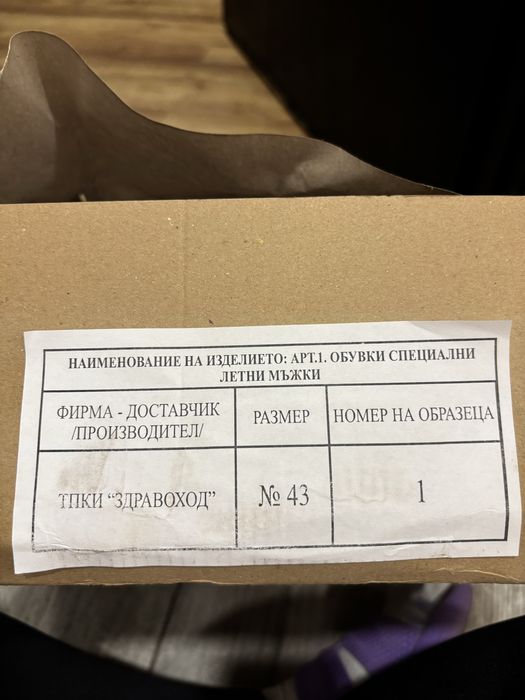 НАИМЕНОВАНИЕ НА ИЗДЕЛИЕТО: АРТ.1. ОБУВКИ СПЕЦИАЛНИ
ЛЕТНИ МЪЖКИ
ФИРМА - ДОСТАВЧИК
/ПРОИЗВОДИТЕЛ/
РАЗМЕР
НОМЕР НА ОБРАЗЕЦА
ТПКИ “ЗДРАВОХОД”
№ 43
1